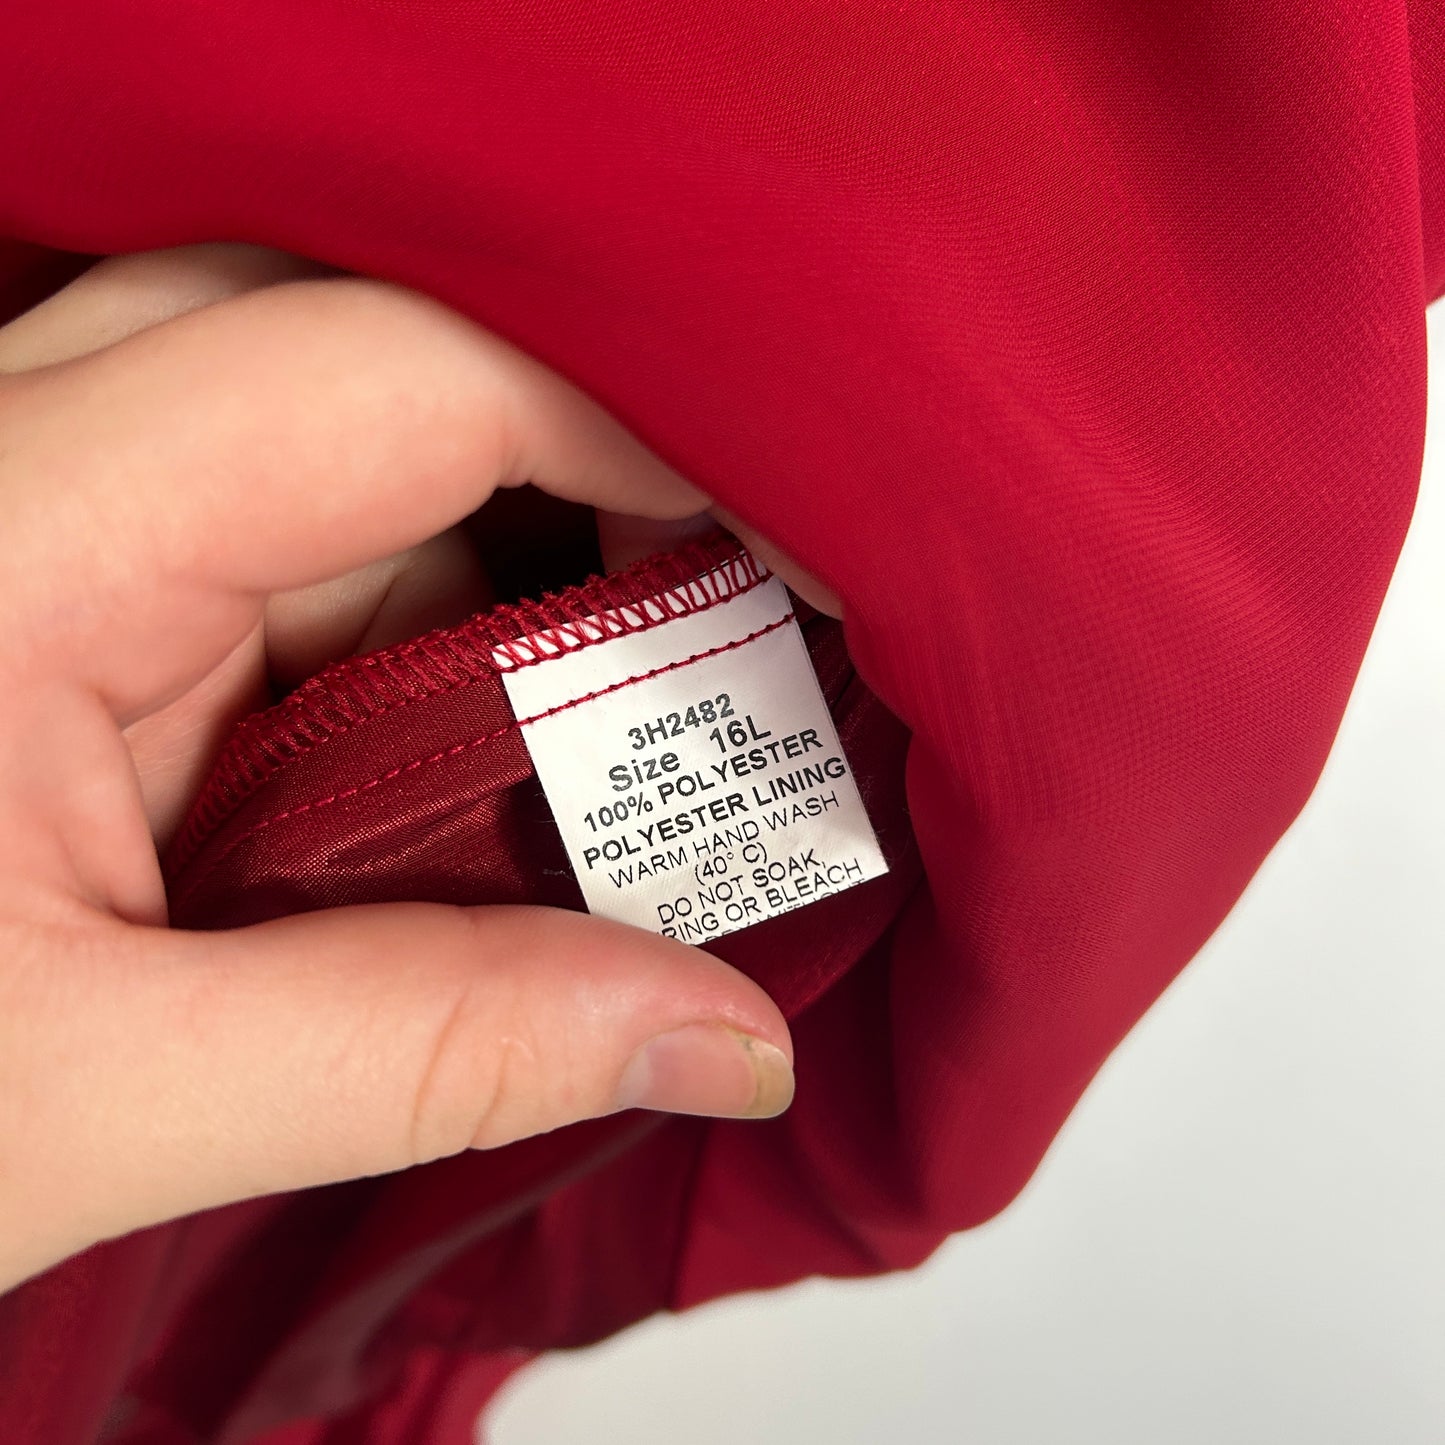 3H2482
Size 16L
100% POLYESTER
POLYESTER LINING
WARM HAND WASH
(40° C)
DO NOT SOAK,
RING OR BLEACH